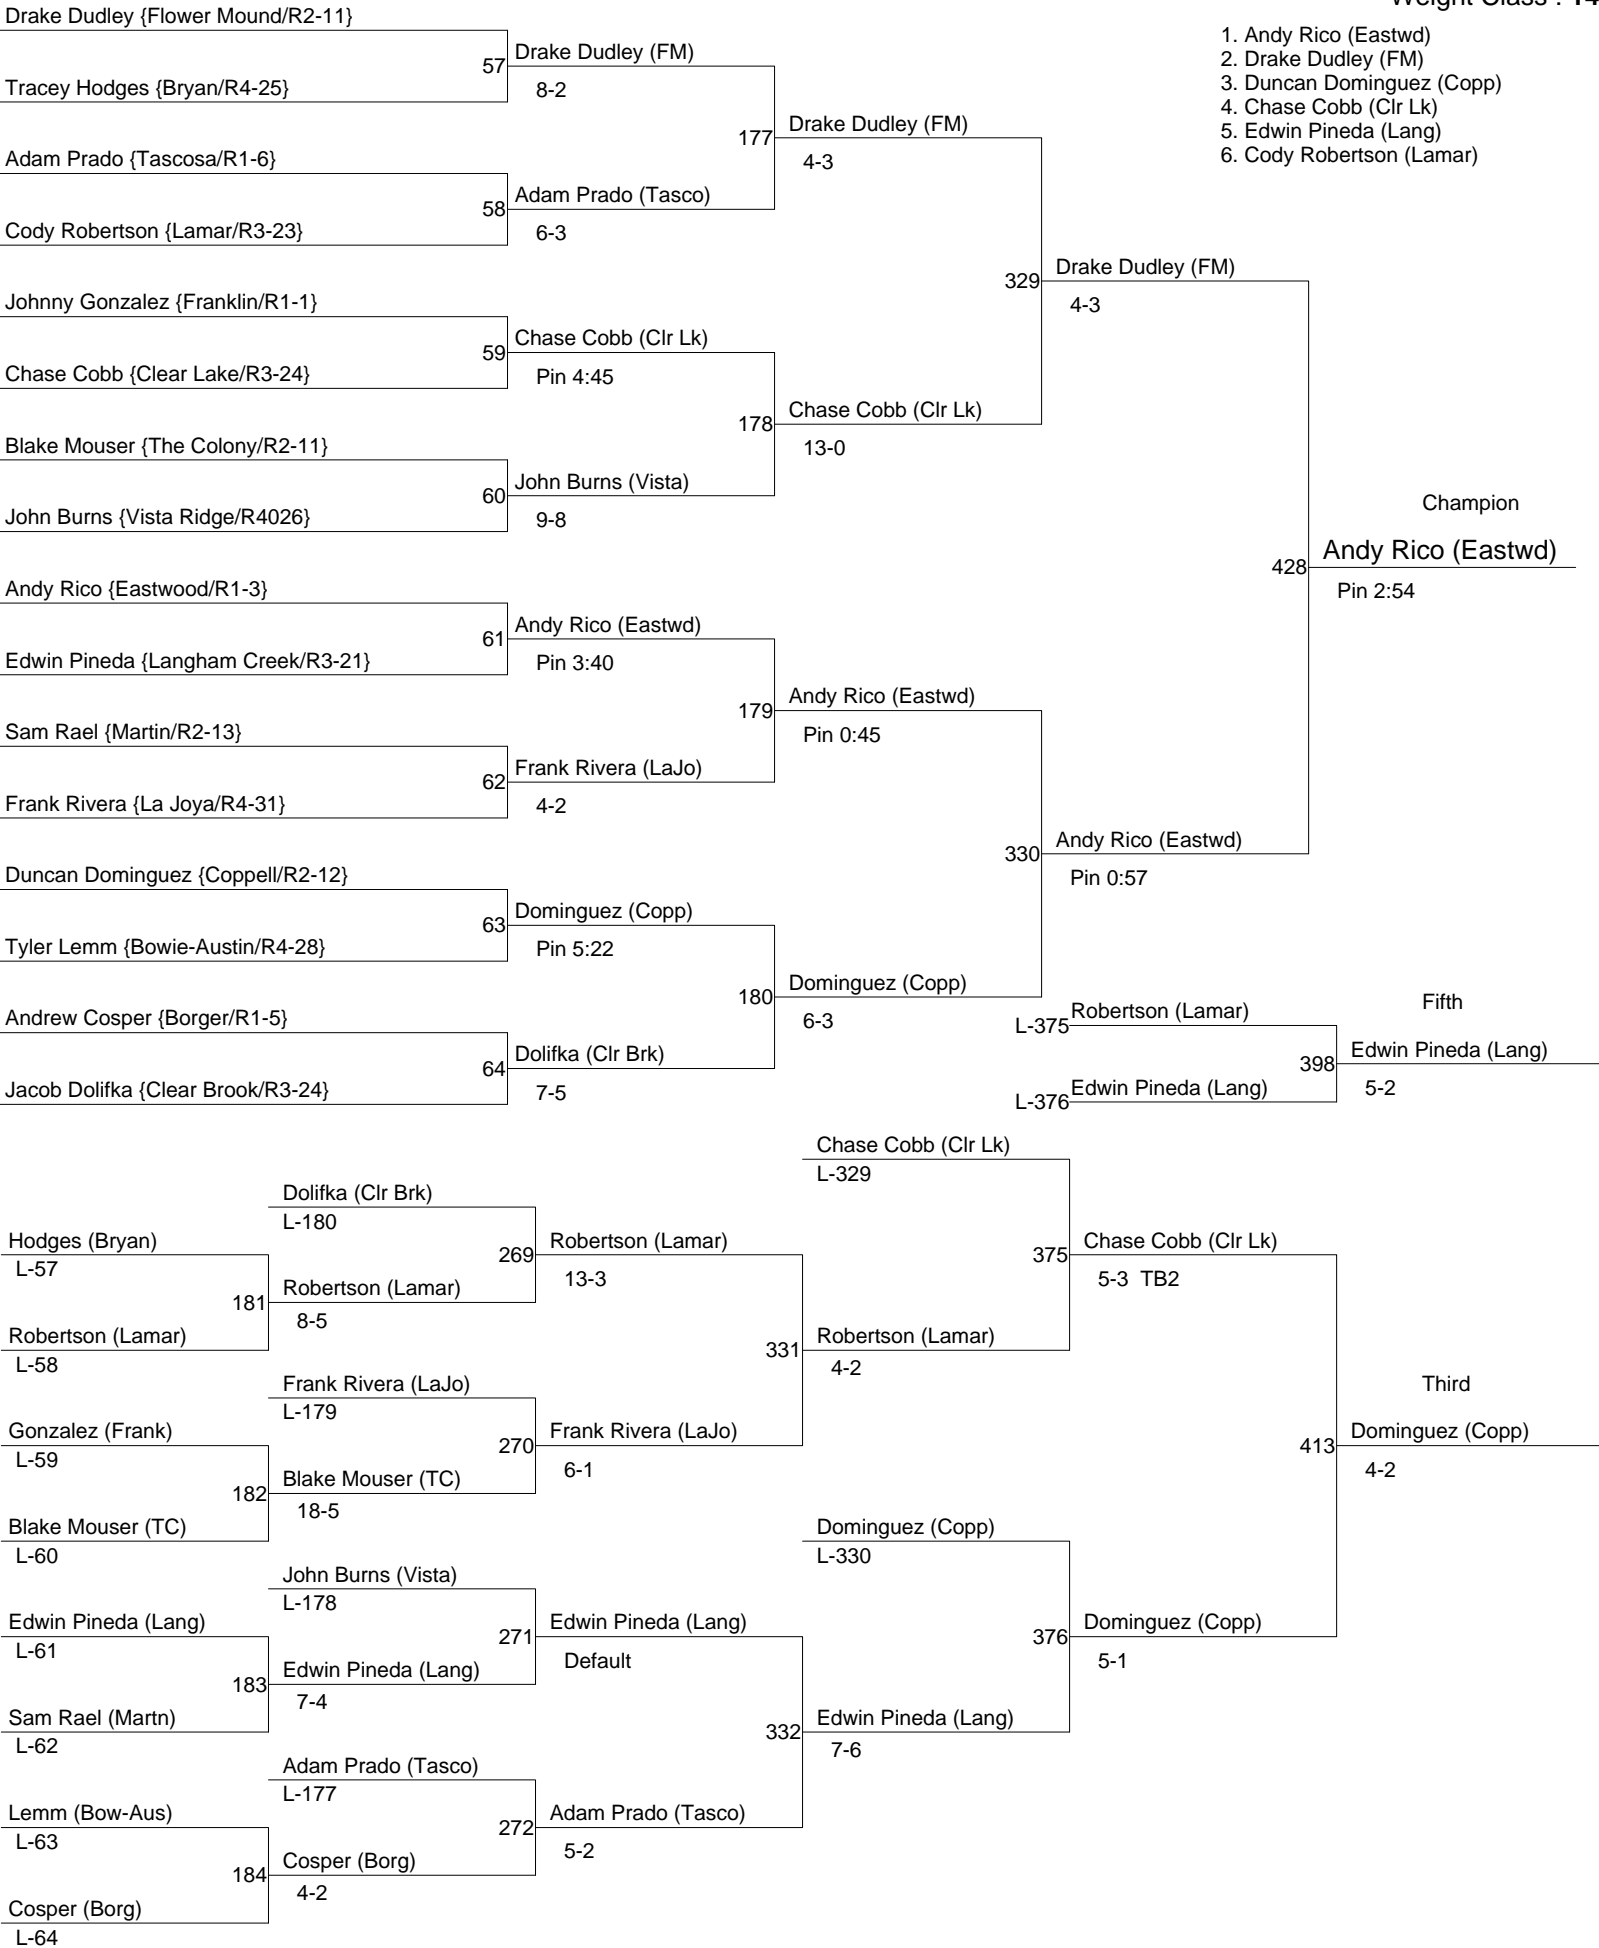 Weight Class : 14
1. Andy Rico (Eastwd)
2. Drake Dudley (FM)
3. Duncan Dominguez (Copp)
4. Chase Cobb (Clr Lk)
5. Edwin Pineda (Lang)
6. Cody Robertson (Lamar)
Drake Dudley {Flower Mound/R2-11}
Tracey Hodges {Bryan/R4-25}
Adam Prado {Tascosa/R1-6}
Cody Robertson {Lamar/R3-23}
Johnny Gonzalez {Franklin/R1-1}
Chase Cobb {Clear Lake/R3-24}
Blake Mouser {The Colony/R2-11}
John Burns {Vista Ridge/R4026}
Andy Rico {Eastwood/R1-3}
Edwin Pineda {Langham Creek/R3-21}
Sam Rael {Martin/R2-13}
Frank Rivera {La Joya/R4-31}
Duncan Dominguez {Coppell/R2-12}
Tyler Lemm {Bowie-Austin/R4-28}
Andrew Cosper {Borger/R1-5}
Jacob Dolifka {Clear Brook/R3-24}
57
Drake Dudley (FM)
8-2
58
Adam Prado (Tasco)
6-3
59
Chase Cobb (Clr Lk)
Pin 4:45
60
John Burns (Vista)
9-8
61
Andy Rico (Eastwd)
Pin 3:40
62
Frank Rivera (LaJo)
4-2
63
Dominguez (Copp)
Pin 5:22
64
Dolifka (Clr Brk)
7-5
177
Drake Dudley (FM)
4-3
178
Chase Cobb (Clr Lk)
13-0
179
Andy Rico (Eastwd)
Pin 0:45
180
Dominguez (Copp)
6-3
329
Drake Dudley (FM)
4-3
330
Andy Rico (Eastwd)
Pin 0:57
Champion
428
Andy Rico (Eastwd)
Pin 2:54
L-375
Robertson (Lamar)
L-376
Edwin Pineda (Lang)
Fifth
398
Edwin Pineda (Lang)
5-2
Hodges (Bryan)
L-57
Robertson (Lamar)
L-58
Gonzalez (Frank)
L-59
Blake Mouser (TC)
L-60
Edwin Pineda (Lang)
L-61
Sam Rael (Martn)
L-62
Lemm (Bow-Aus)
L-63
Cosper (Borg)
L-64
Dolifka (Clr Brk)
L-180
181
Robertson (Lamar)
8-5
Frank Rivera (LaJo)
L-179
182
Blake Mouser (TC)
18-5
John Burns (Vista)
L-178
183
Edwin Pineda (Lang)
7-4
Adam Prado (Tasco)
L-177
184
Cosper (Borg)
4-2
269
Robertson (Lamar)
13-3
270
Frank Rivera (LaJo)
6-1
271
Edwin Pineda (Lang)
Default
272
Adam Prado (Tasco)
5-2
Chase Cobb (Clr Lk)
L-329
331
Robertson (Lamar)
4-2
Dominguez (Copp)
L-330
332
Edwin Pineda (Lang)
7-6
375
Chase Cobb (Clr Lk)
5-3 TB2
376
Dominguez (Copp)
5-1
Third
413
Dominguez (Copp)
4-2